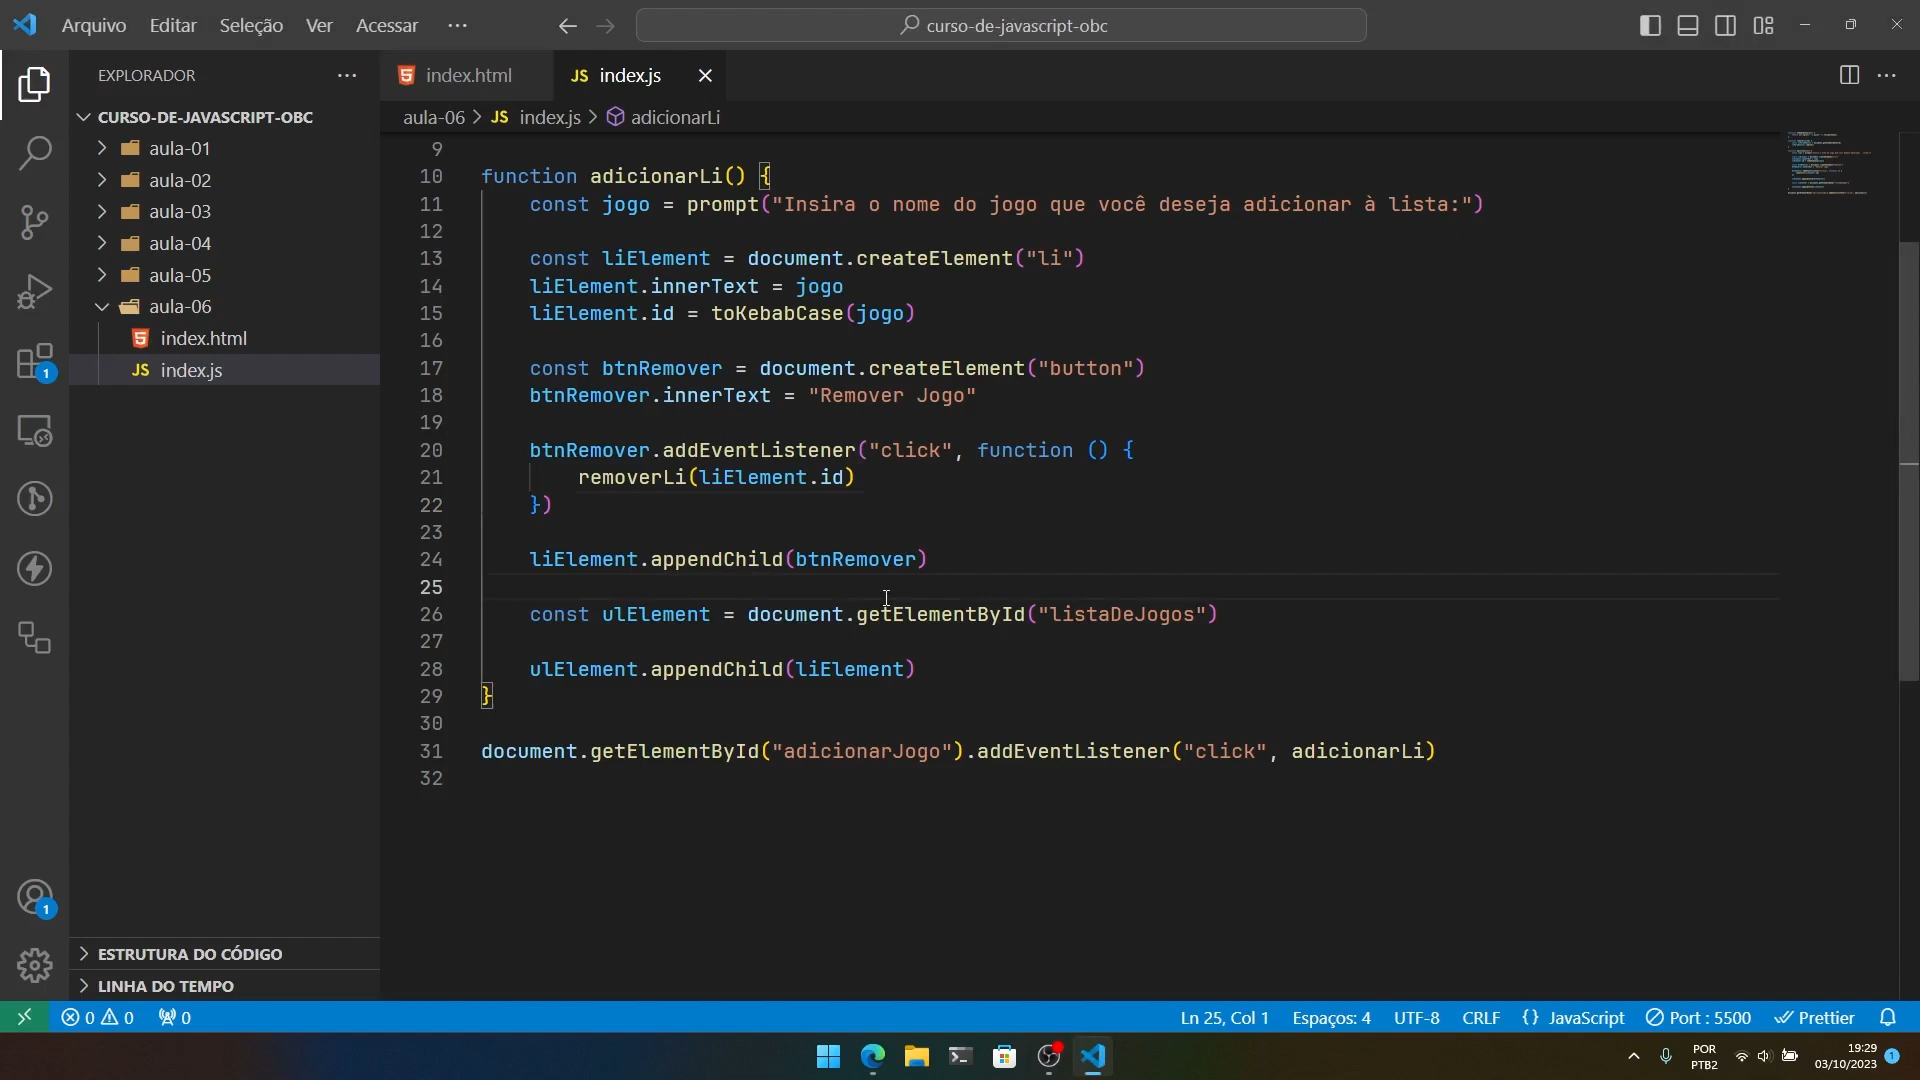 Arquivo Editar Seleção Ver Acessar ···
curso-de-javascript-obc
EXPLORADOR ···
CURSO-DE-JAVASCRIPT-OBC
aula-01
aula-02
aula-03
aula-04
aula-05
aula-06
index.html
JS index.js
ESTRUTURA DO CÓDIGO
LINHA DO TEMPO
1
1
index.html JS index.js
aula-06 > JS index.js > adicionarLi
9
10 function adicionarLi() {
11 const jogo = prompt("Insira o nome do jogo que você deseja adicionar à lista:")
12
13 const liElement = document.createElement("li")
14 liElement.innerText = jogo
15 liElement.id = toKebabCase(jogo)
16
17 const btnRemover = document.createElement("button")
18 btnRemover.innerText = "Remover Jogo"
19
20 btnRemover.addEventListener("click", function () {
21 removerLi(liElement.id)
22 })
23
24 liElement.appendChild(btnRemover)
25
26 const ulElement = document.getElementById("listaDeJogos")
27
28 ulElement.appendChild(liElement)
29 }
30
31 document.getElementById("adicionarJogo").addEventListener("click", adicionarLi)
32
0 0 0 Ln 25, Col 1 Espaços: 4 UTF-8 CRLF {} JavaScript Port : 5500 Prettier
POR
PTB2
19:29
03/10/2023
1